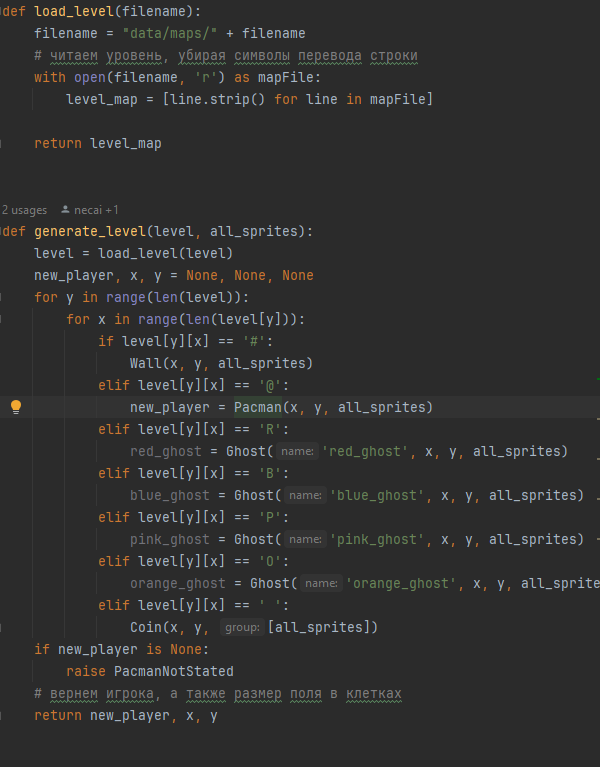 def load_level(filename):
    filename = "data/maps/" + filename
    # читаем уровень, убирая символы перевода строки
    with open(filename, 'r') as mapFile:
        level_map = [line.strip() for line in mapFile]
    return level_map
2 usages necai +1
def generate_level(level, all_sprites):
    level = load_level(level)
    new_player, x, y = None, None, None
    for y in range(len(level)):
        for x in range(len(level[y])):
            if level[y][x] == '#':
                Wall(x, y, all_sprites)
            elif level[y][x] == '@':
                new_player = Pacman(x, y, all_sprites)
            elif level[y][x] == 'R':
                red_ghost = Ghost( name: 'red_ghost', x, y, all_sprites)
            elif level[y][x] == 'B':
                blue_ghost = Ghost( name: 'blue_ghost', x, y, all_sprites)
            elif level[y][x] == 'P':
                pink_ghost = Ghost( name: 'pink_ghost', x, y, all_sprites)
            elif level[y][x] == 'O':
                orange_ghost = Ghost( name: 'orange_ghost', x, y, all_sprite
            elif level[y][x] == ' ':
                Coin(x, y, group: [all_sprites])
    if new_player is None:
        raise PacmanNotStated
    # вернем игрока, а также размер поля в клетках
    return new_player, x, y